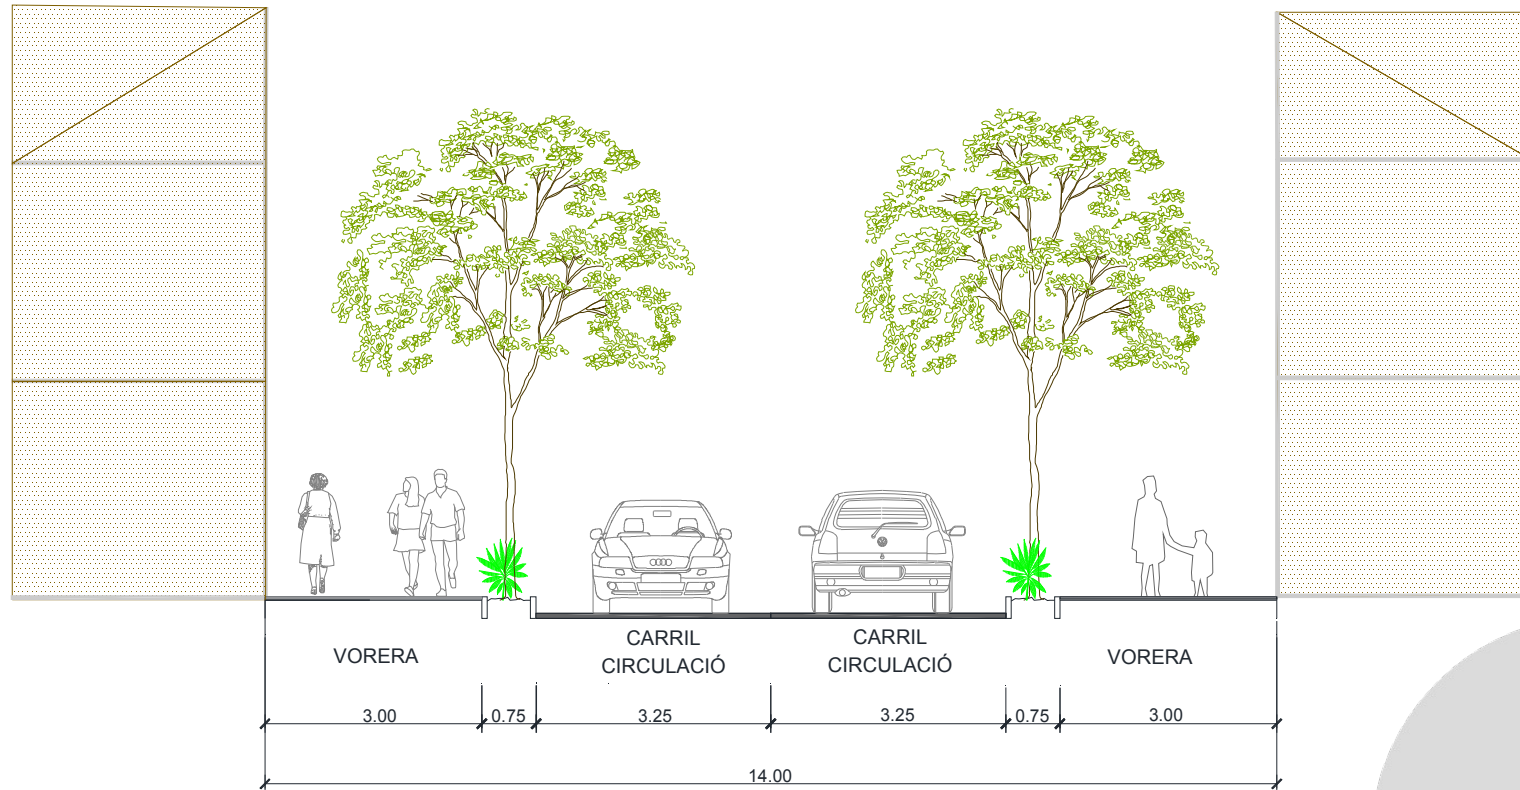 VORERA
CARRIL
CIRCULACIÓ
CARRIL
CIRCULACIÓ
VORERA
3.00 0.75 3.25 3.25 0.75 3.00
14.00